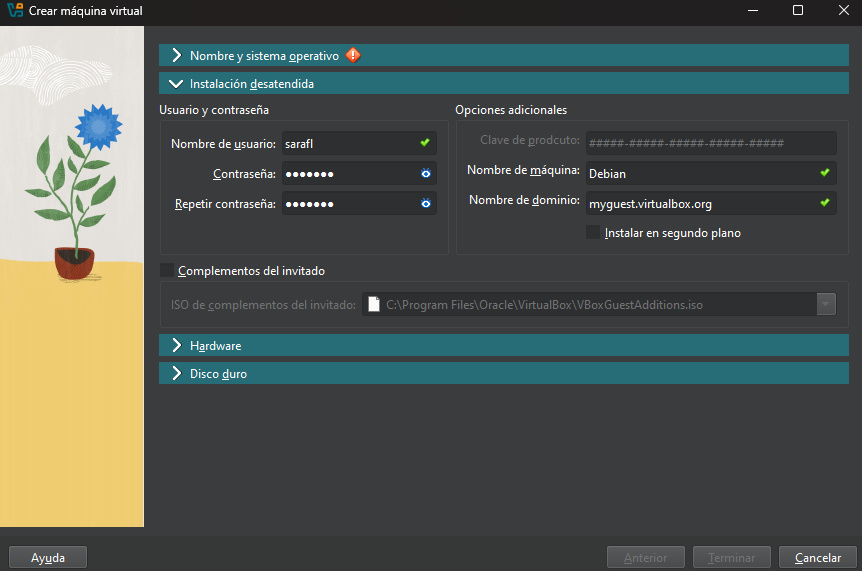 Crear máquina virtual
Nombre y sistema operativo
Instalación desatendida
Usuario y contraseña
Nombre de usuario: sarafl
Contraseña: ●●●●●●●
Repetir contraseña: ●●●●●●●
Opciones adicionales
Clave de prodcuto: #####-#####-#####-#####-#####
Nombre de máquina: Debian
Nombre de dominio: myguest.virtualbox.org
Instalar en segundo plano
Complementos del invitado
ISO de complementos del invitado: C:\Program Files\Oracle\VirtualBox\VBoxGuestAdditions.iso
Hardware
Disco duro
Ayuda
Anterior
Terminar
Cancelar